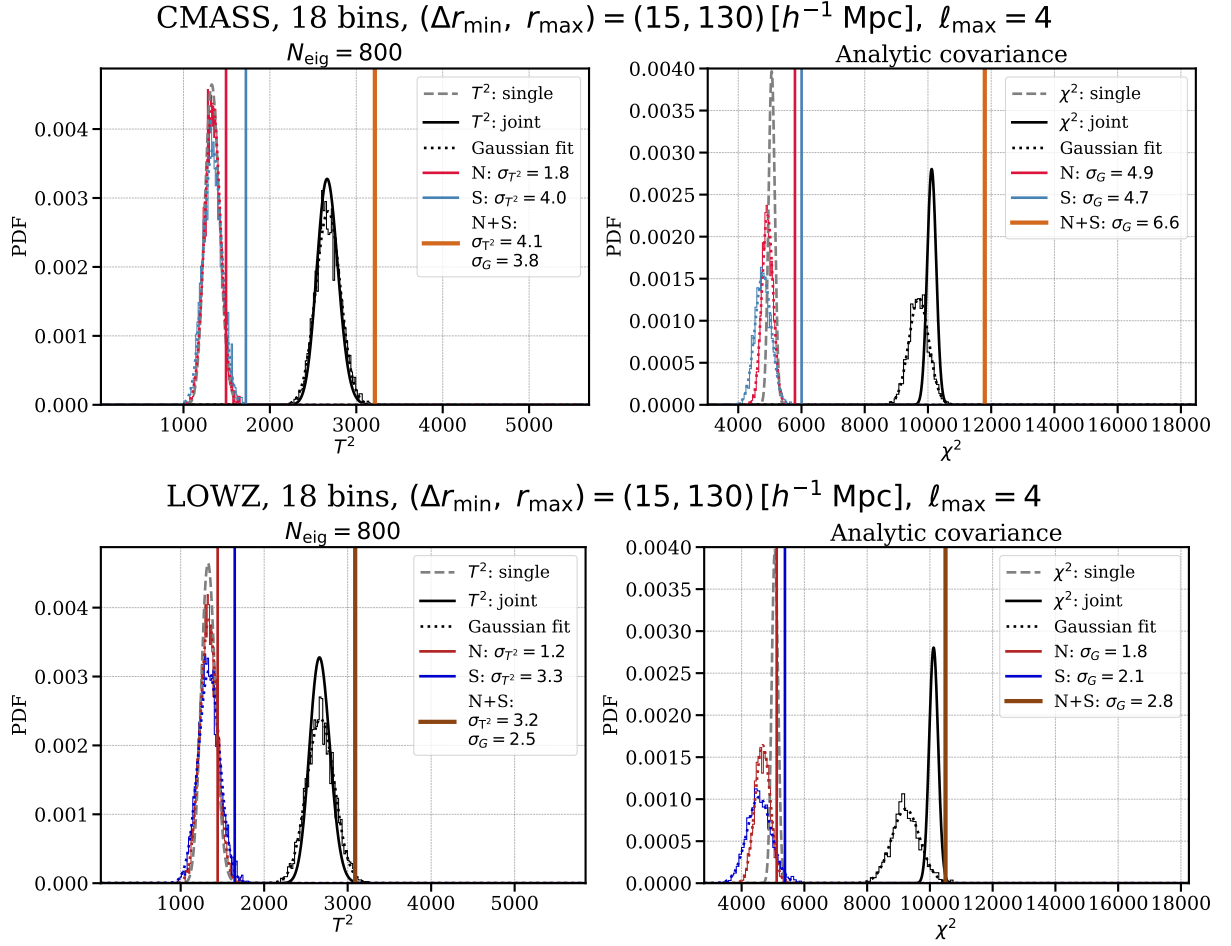 CMASS, 18 bins, (Δr_min, r_max) = (15, 130) [h⁻¹ Mpc], ℓ_max = 4
N_eig = 800
0.004
0.003
0.002
0.001
0.000
PDF
1000 2000 3000 4000 5000
T²
T²: single
T²: joint
Gaussian fit
N: σ_T² = 1.8
S: σ_T² = 4.0
N+S:
σ_T² = 4.1
σ_G = 3.8
Analytic covariance
0.0040
0.0035
0.0030
0.0025
0.0020
0.0015
0.0010
0.0005
0.0000
PDF
4000 6000 8000 10000 12000 14000 16000 18000
χ²
χ²: single
χ²: joint
Gaussian fit
N: σ_G = 4.9
S: σ_G = 4.7
N+S: σ_G = 6.6
LOWZ, 18 bins, (Δr_min, r_max) = (15, 130) [h⁻¹ Mpc], ℓ_max = 4
N_eig = 800
0.004
0.003
0.002
0.001
0.000
PDF
1000 2000 3000 4000 5000
T²
T²: single
T²: joint
Gaussian fit
N: σ_T² = 1.2
S: σ_T² = 3.3
N+S:
σ_T² = 3.2
σ_G = 2.5
Analytic covariance
0.0040
0.0035
0.0030
0.0025
0.0020
0.0015
0.0010
0.0005
0.0000
PDF
4000 6000 8000 10000 12000 14000 16000 18000
χ²
χ²: single
χ²: joint
Gaussian fit
N: σ_G = 1.8
S: σ_G = 2.1
N+S: σ_G = 2.8